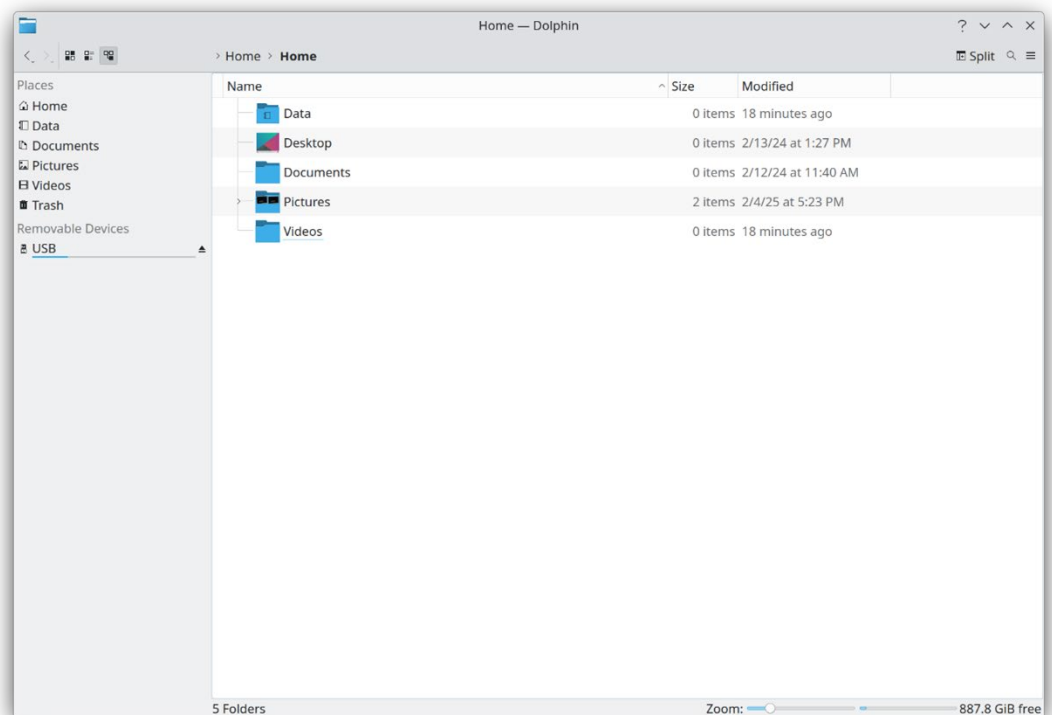 Home — Dolphin
Home > Home
Split
Places
Home
Data
Documents
Pictures
Videos
Trash
Removable Devices
USB
Name Size Modified
Data 0 items 18 minutes ago
Desktop 0 items 2/13/24 at 1:27 PM
Documents 0 items 2/12/24 at 11:40 AM
Pictures 2 items 2/4/25 at 5:23 PM
Videos 0 items 18 minutes ago
5 Folders Zoom: 887.8 GiB free